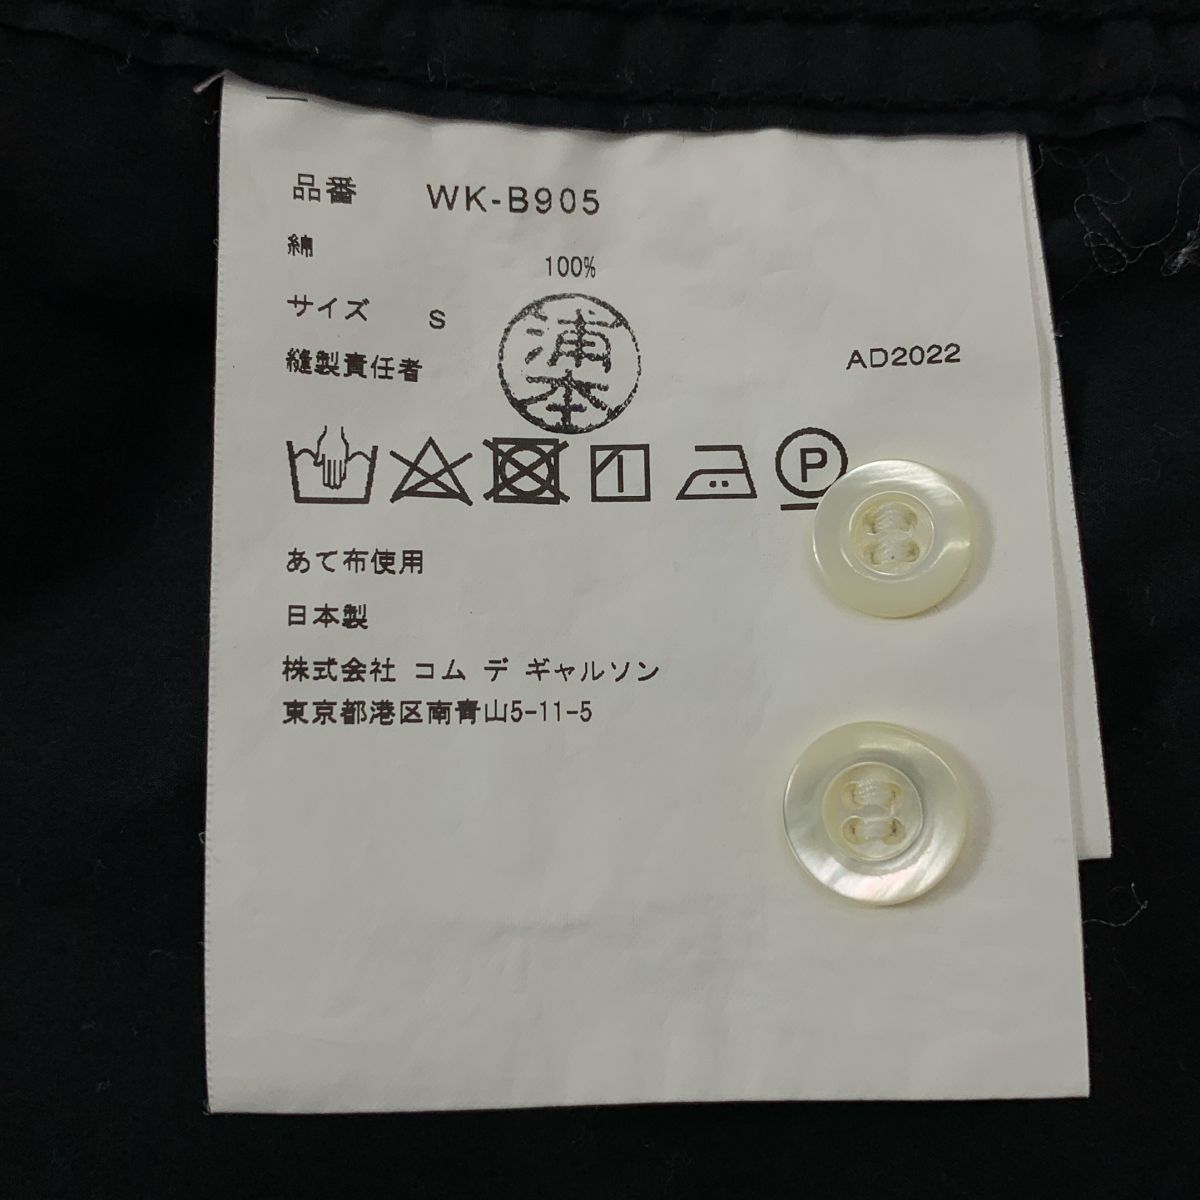 品番 WK-B905
綿 100%
サイズ S
縫製責任者 浦本
AD2022
P
あて布使用
日本製
株式会社 コム デ ギャルソン
東京都港区南青山5-11-5